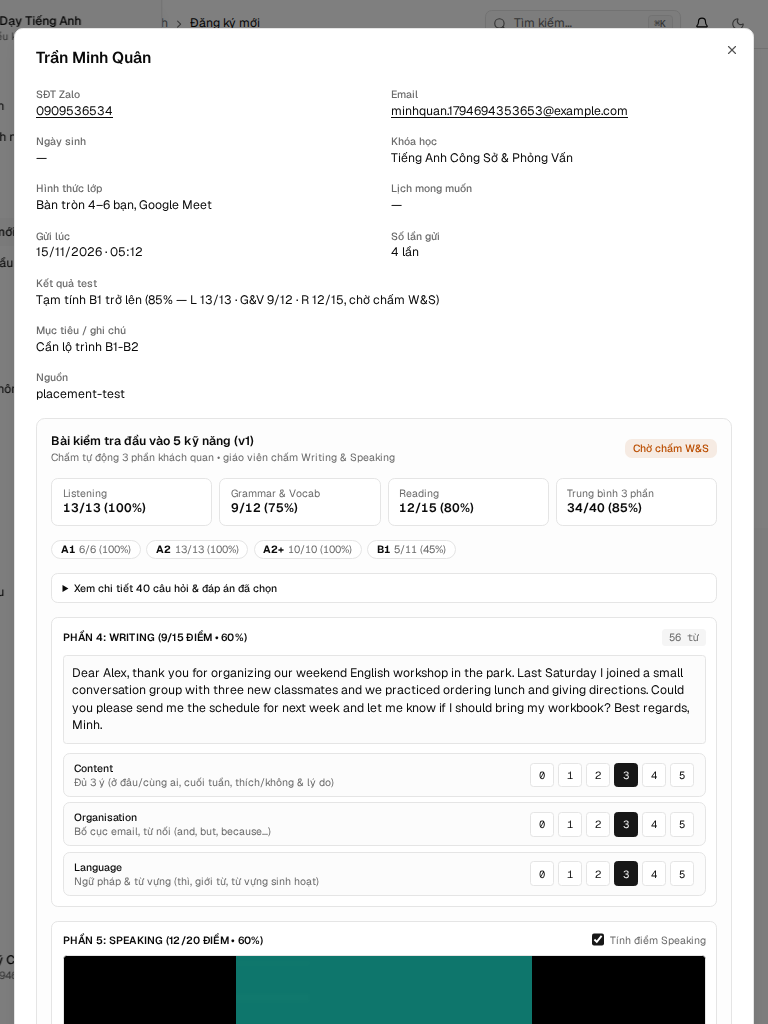 Dạy Tiếng Anh
Đăng ký mới
Tìm kiếm...
⌘K
Trần Minh Quân
SĐT Zalo
0909536534
Email
minhquan.1794694353653@example.com
Ngày sinh
—
Khóa học
Tiếng Anh Công Sở & Phỏng Vấn
Hình thức lớp
Bàn tròn 4–6 bạn, Google Meet
Lịch mong muốn
—
Gửi lúc
15/11/2026 · 05:12
Số lần gửi
4 lần
Kết quả test
Tạm tính B1 trở lên (85% — L 13/13 · G&V 9/12 · R 12/15, chờ chấm W&S)
Mục tiêu / ghi chú
Cần lộ trình B1-B2
Nguồn
placement-test
Bài kiểm tra đầu vào 5 kỹ năng (v1)
Chấm tự động 3 phần khách quan • giáo viên chấm Writing & Speaking
Chờ chấm W&S
Listening
13/13 (100%)
Grammar & Vocab
9/12 (75%)
Reading
12/15 (80%)
Trung bình 3 phần
34/40 (85%)
A1 6/6 (100%)
A2 13/13 (100%)
A2+ 10/10 (100%)
B1 5/11 (45%)
Xem chi tiết 40 câu hỏi & đáp án đã chọn
PHẦN 4: WRITING (9/15 ĐIỂM • 60%)
56 từ
Dear Alex, thank you for organizing our weekend English workshop in the park. Last Saturday I joined a small
conversation group with three new classmates and we practiced ordering lunch and giving directions. Could
you please send me the schedule for next week and let me know if I should bring my workbook? Best regards,
Minh.
Content
Đủ 3 ý (ở đâu/cùng ai, cuối tuần, thích/không & lý do)
0 1 2 3 4 5
Organisation
Bố cục email, từ nối (and, but, because…)
0 1 2 3 4 5
Language
Ngữ pháp & từ vựng (thì, giới từ, từ vựng sinh hoạt)
0 1 2 3 4 5
PHẦN 5: SPEAKING (12/20 ĐIỂM • 60%)
Tính điểm Speaking